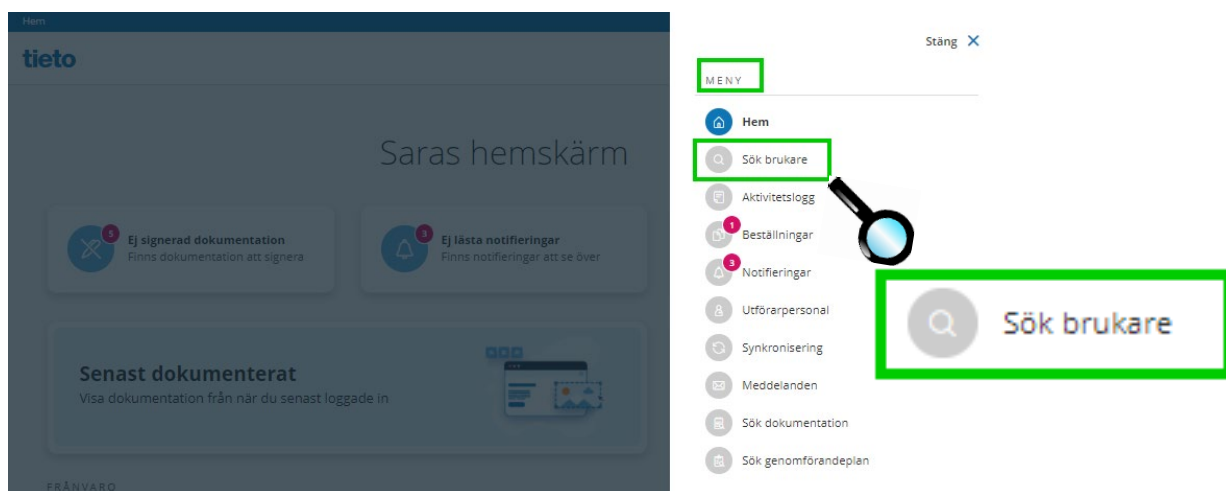 Hem
tieto
Saras hemskärm
5
Ej signerad dokumentation
Finns dokumentation att signera
3
Ej lästa notifieringar
Finns notifieringar att se över
Senast dokumenterat
Visa dokumentation från när du senast loggade in
FRÅNVARO
Stäng
MENY
Hem
Sök brukare
Aktivitetslogg
1
Beställningar
3
Notifieringar
Utförarpersonal
Synkronisering
Meddelanden
Sök dokumentation
Sök genomförandeplan
Sök brukare